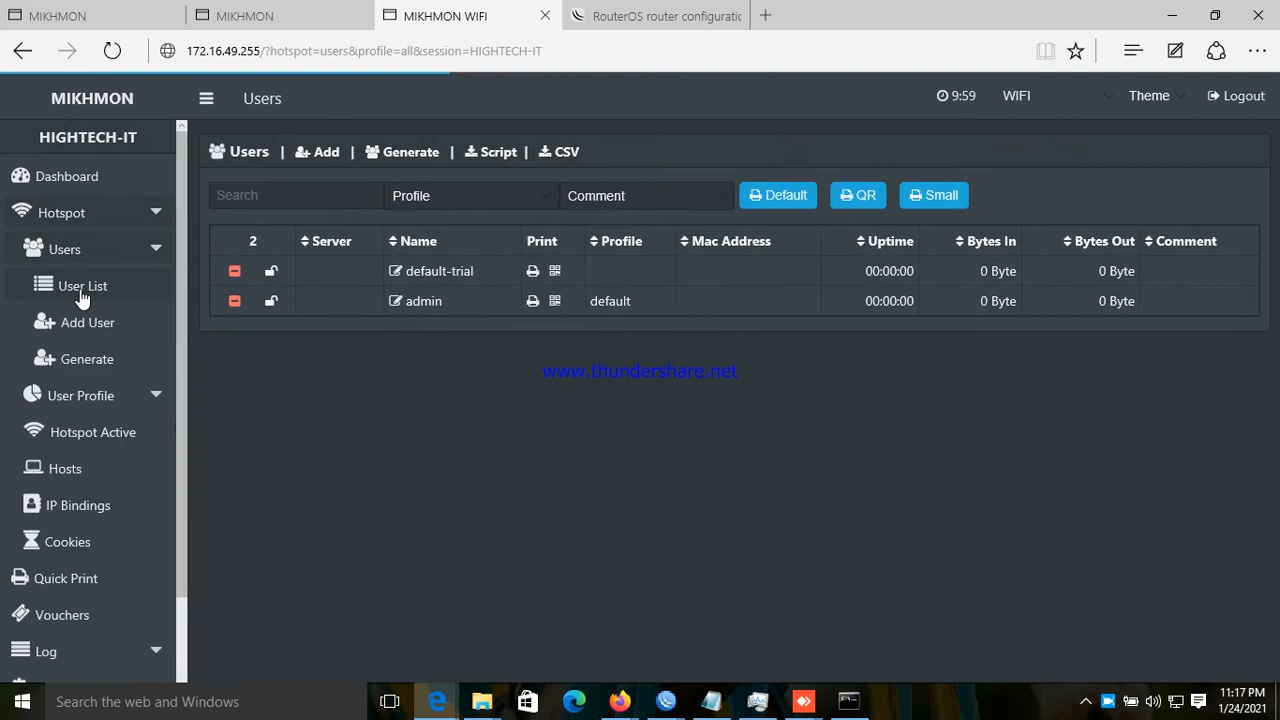 MIKHMON
MIKHMON
MIKHMON WIFI
RouterOS router configuratic
172.16.49.255/?hotspot=users&profile=all&session=HIGHTECH-IT
MIKHMON
Users
9:59
WIFI
Theme
Logout
HIGHTECH-IT
Dashboard
Hotspot
Users
User List
Add User
Generate
User Profile
Hotspot Active
Hosts
IP Bindings
Cookies
Quick Print
Vouchers
Log
Users | Add | Generate | Script | CSV
Search Profile Comment Default QR Small
2 Server Name Print Profile Mac Address Uptime Bytes In Bytes Out Comment
default-trial 00:00:00 0 Byte 0 Byte
admin default 00:00:00 0 Byte 0 Byte
www.thundershare.net
Search the web and Windows
11:17 PM
1/24/2021